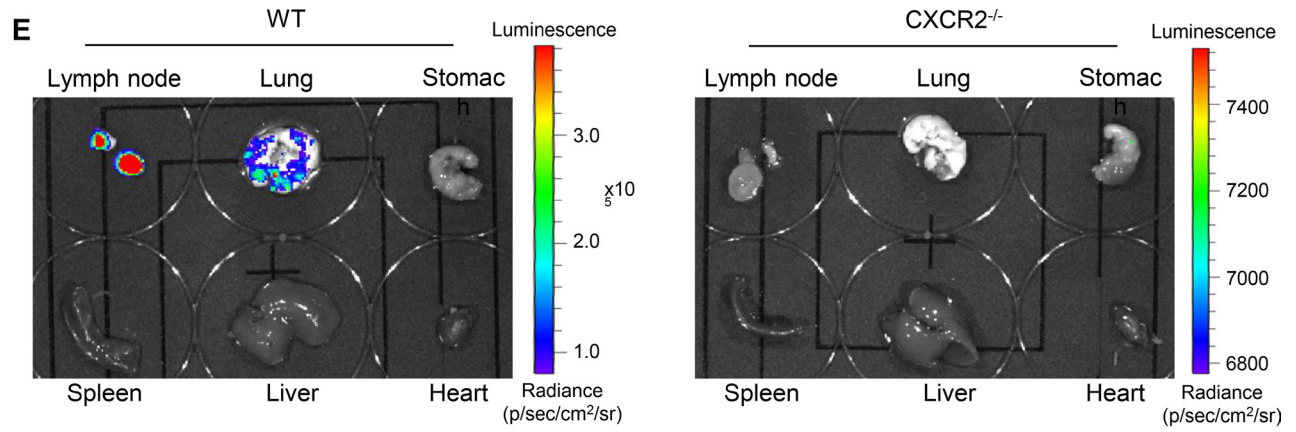 E
WT
CXCR2-/-
Luminescence
Luminescence
Lymph node
Lung
Stomac
h
Lymph node
Lung
Stomac
h
3.0
x10
5
2.0
1.0
7400
7200
7000
6800
Spleen
Liver
Heart
Radiance
(p/sec/cm2/sr)
Spleen
Liver
Heart
Radiance
(p/sec/cm2/sr)